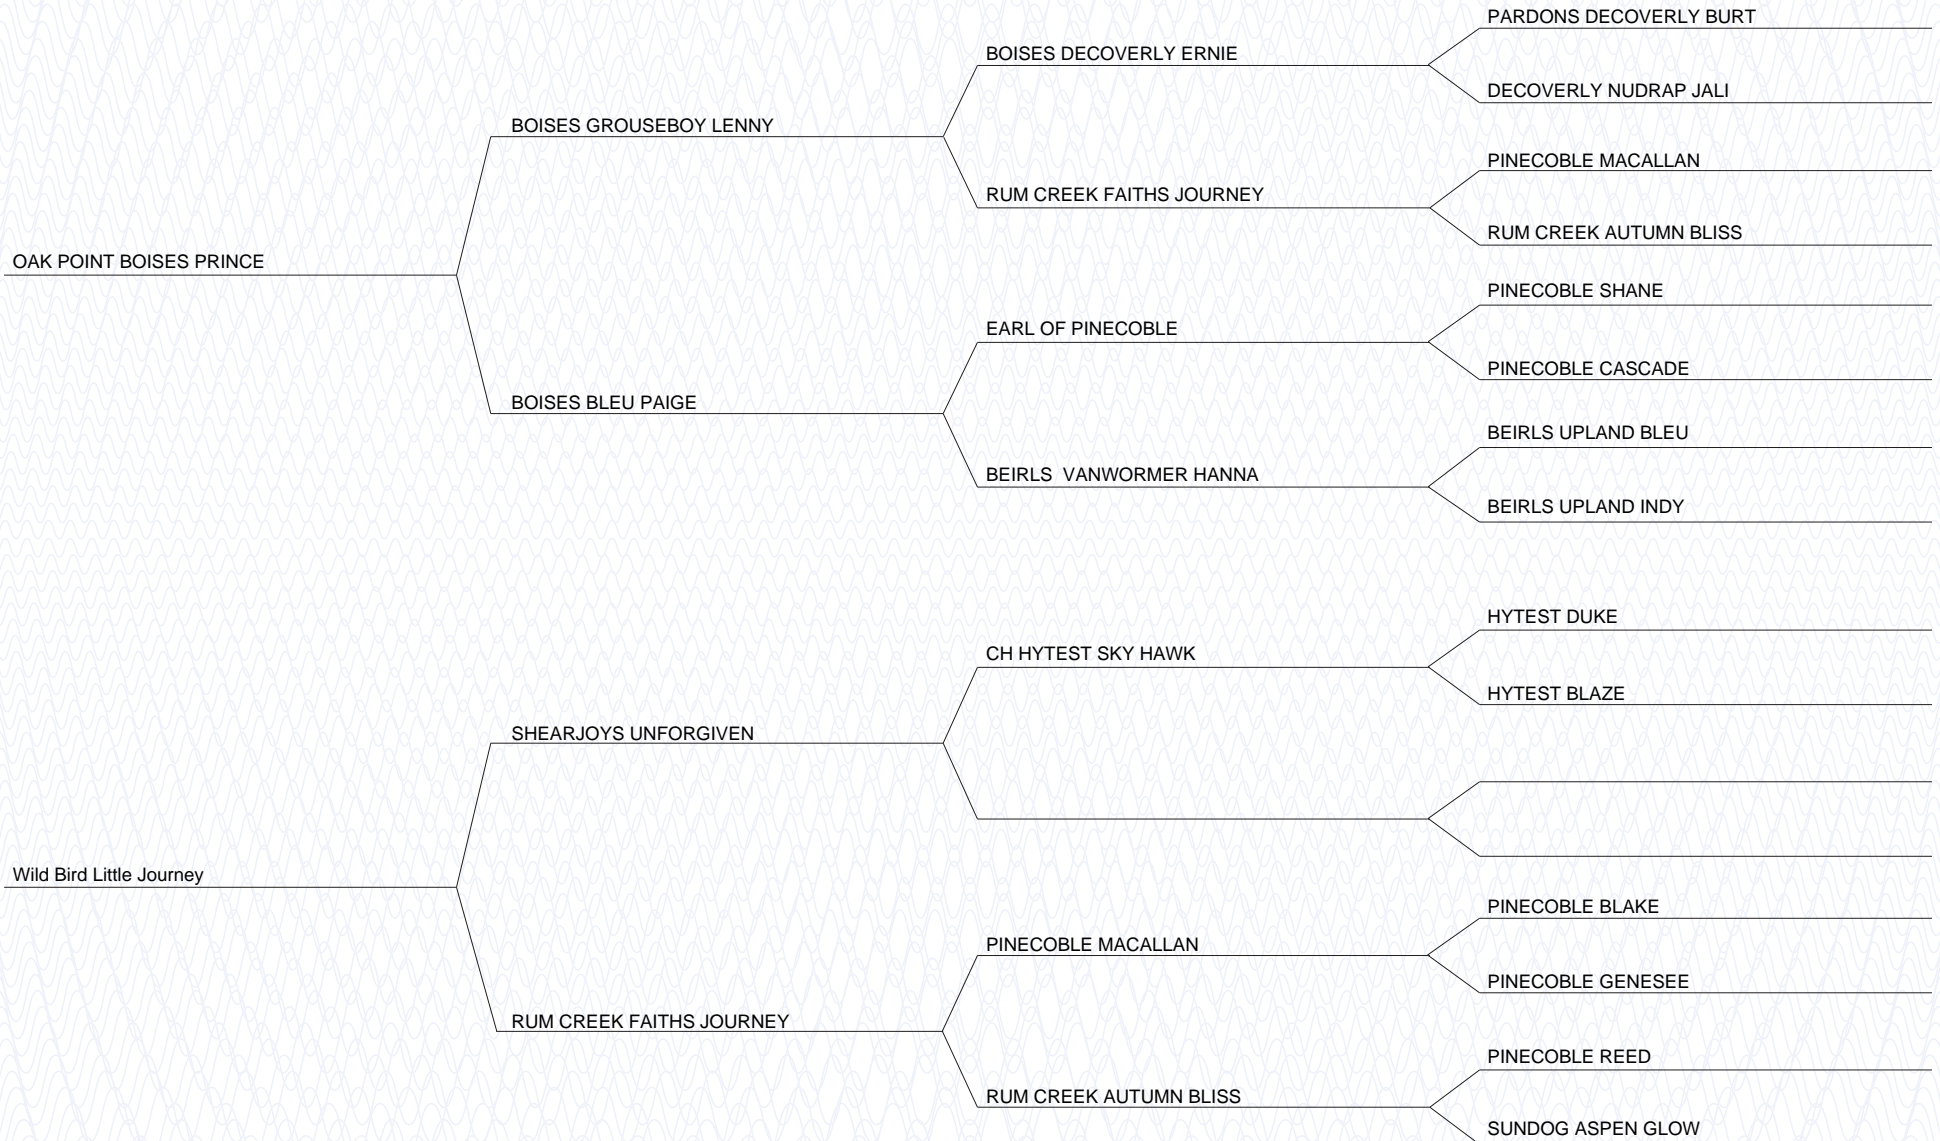 PARDONS DECOVERLY BURT
BOISES DECOVERLY ERNIE
DECOVERLY NUDRAP JALI
BOISES GROUSEBOY LENNY
PINECOBLE MACALLAN
RUM CREEK FAITHS JOURNEY
RUM CREEK AUTUMN BLISS
OAK POINT BOISES PRINCE
PINECOBLE SHANE
EARL OF PINECOBLE
PINECOBLE CASCADE
BOISES BLEU PAIGE
BEIRLS UPLAND BLEU
BEIRLS  VANWORMER HANNA
BEIRLS UPLAND INDY
HYTEST DUKE
CH HYTEST SKY HAWK
HYTEST BLAZE
SHEARJOYS UNFORGIVEN
Wild Bird Little Journey
PINECOBLE BLAKE
PINECOBLE MACALLAN
PINECOBLE GENESEE
RUM CREEK FAITHS JOURNEY
PINECOBLE REED
RUM CREEK AUTUMN BLISS
SUNDOG ASPEN GLOW